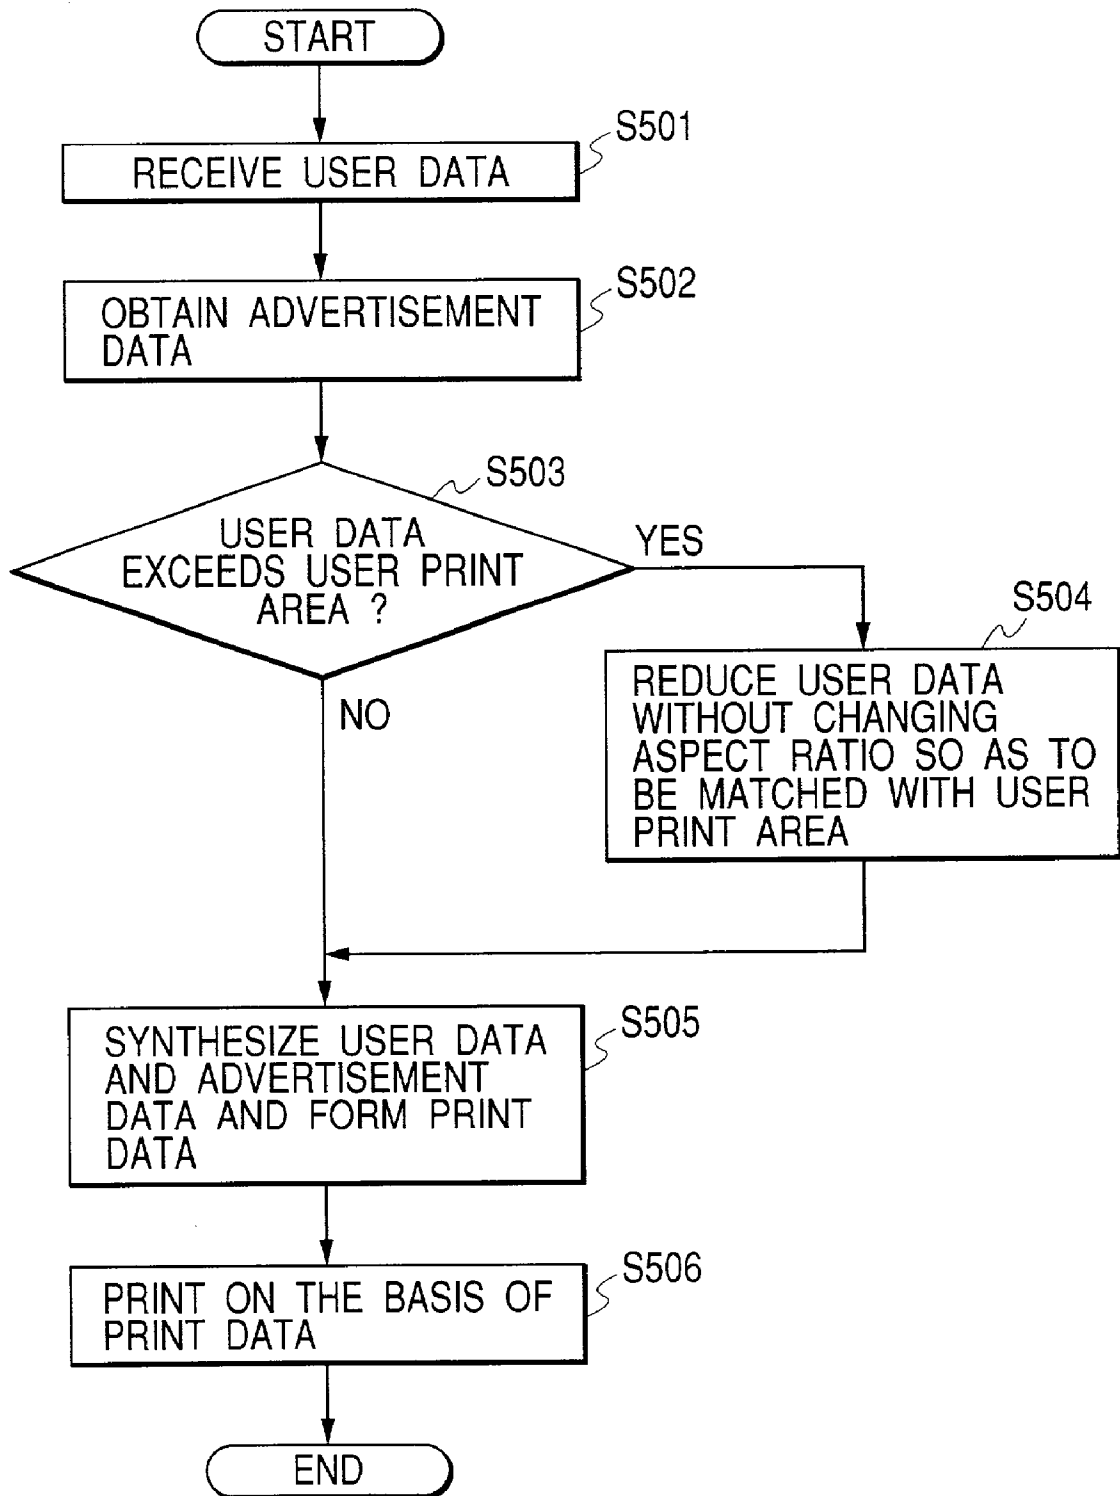 START
S501
RECEIVE USER DATA
S502
OBTAIN ADVERTISEMENT
DATA
S503
USER DATA
EXCEEDS USER PRINT
AREA ?
YES
S504
REDUCE USER DATA
WITHOUT CHANGING
ASPECT RATIO SO AS TO
BE MATCHED WITH USER
PRINT AREA
NO
S505
SYNTHESIZE USER DATA
AND ADVERTISEMENT
DATA AND FORM PRINT
DATA
S506
PRINT ON THE BASIS OF
PRINT DATA
END